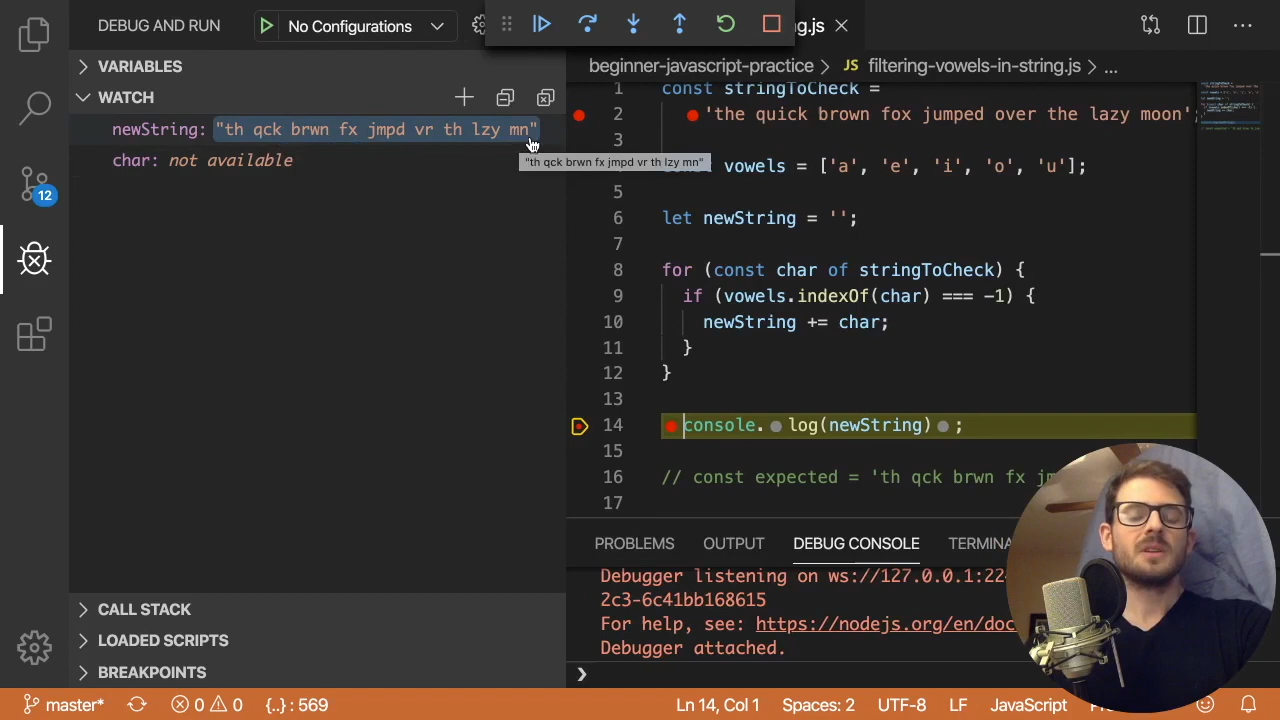 DEBUG AND RUN
No Configurations
g.js
VARIABLES
WATCH
newString: "th qck brwn fx jmpd vr th lzy mn"
char: not available
"th qck brwn fx jmpd vr th lzy mn"
CALL STACK
LOADED SCRIPTS
BREAKPOINTS
12
beginner-javascript-practice > JS filtering-vowels-in-string.js > ...
1 const stringToCheck =
2 'the quick brown fox jumped over the lazy moon';
3
vowels = ['a', 'e', 'i', 'o', 'u'];
5
6 let newString = '';
7
8 for (const char of stringToCheck) {
9 if (vowels.indexOf(char) === -1) {
10 newString += char;
11 }
12 }
13
14 console.log(newString);
15
16 // const expected = 'th qck brwn fx jm
17
PROBLEMS OUTPUT DEBUG CONSOLE TERMINA
Debugger listening on ws://127.0.0.1:22
2c3-6c41bb168615
For help, see: https://nodejs.org/en/doc
Debugger attached.
master* 0 0 {..} : 569 Ln 14, Col 1 Spaces: 2 UTF-8 LF JavaScript